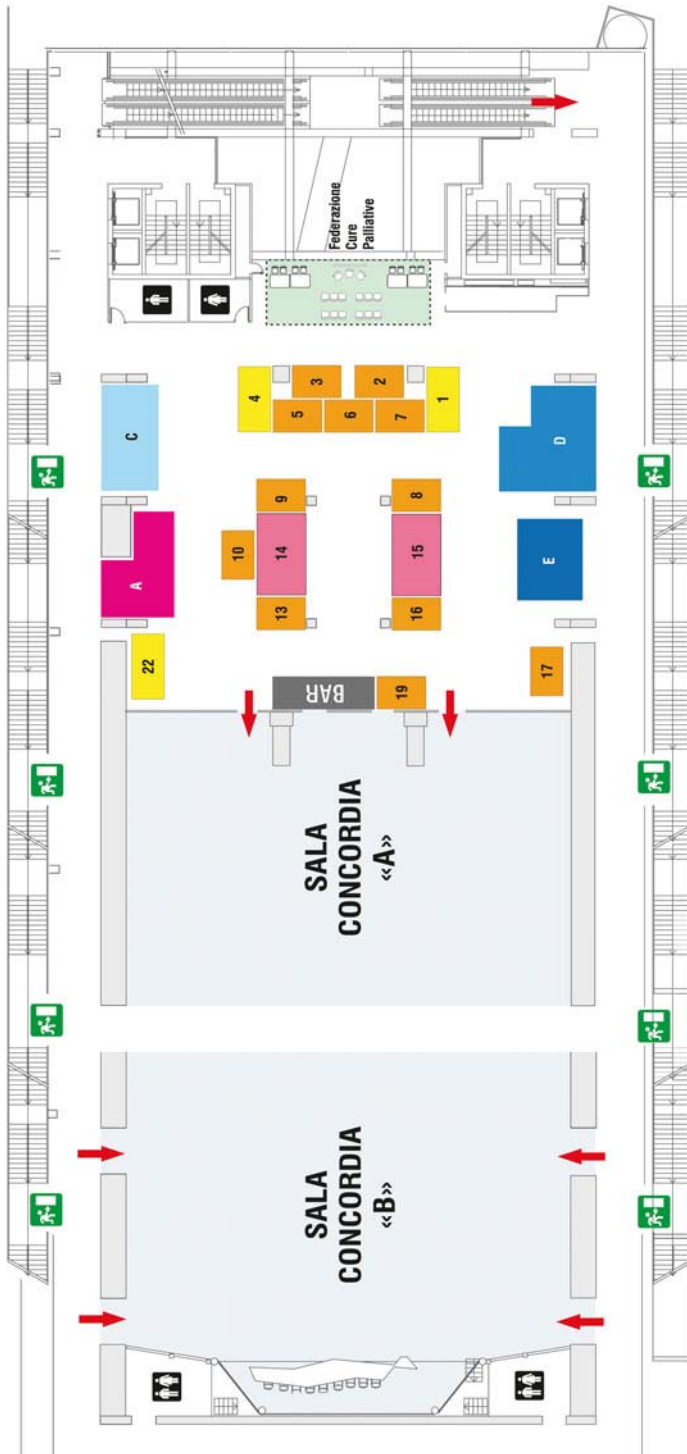 Federazione
Cure
Palliative
4
3
2
1
5
6
7
C
D
9
8
10
14
15
A
E
13
16
22
BAR
19
17
SALA
CONCORDIA
«A»
SALA
CONCORDIA
«B»